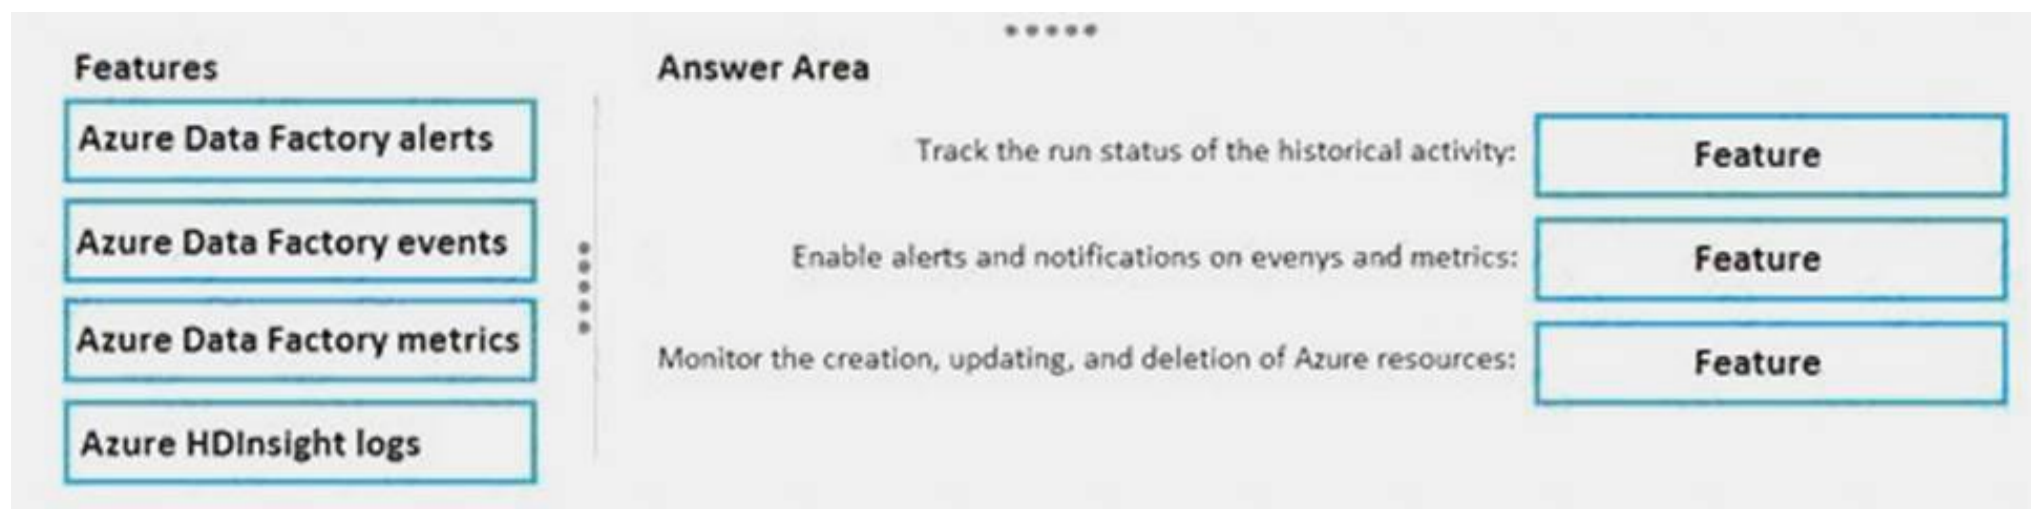 Features
Azure Data Factory alerts
Azure Data Factory events
Azure Data Factory metrics
Azure HDInsight logs
Answer Area
Track the run status of the historical activity: Feature
Enable alerts and notifications on evenys and metrics: Feature
Monitor the creation, updating, and deletion of Azure resources: Feature